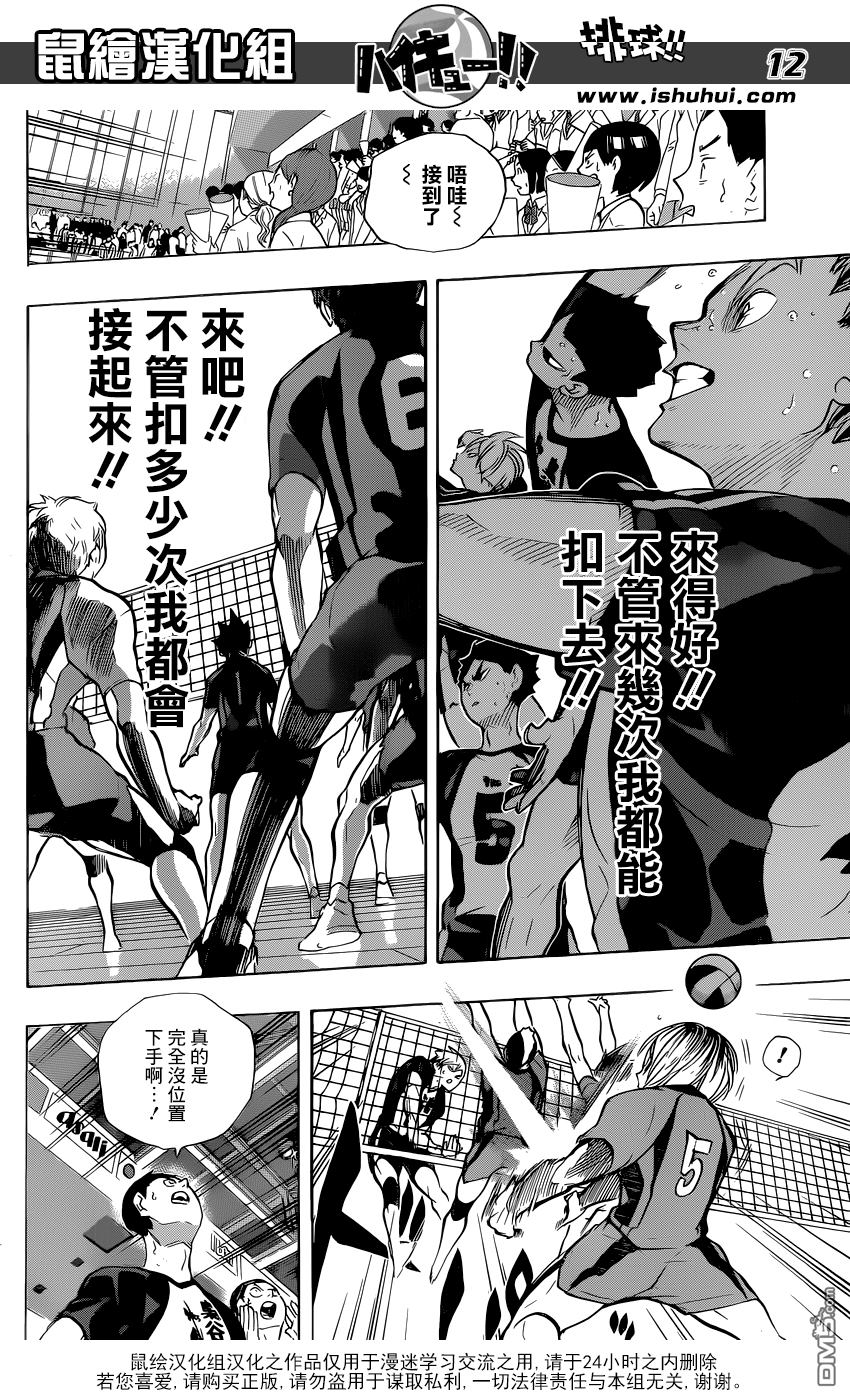 鼠繪漢化組
ハイキュー!!
排球!!
12
www.ishuhui.com
唔哇~
接到了
~
來得好!!
不管來幾次我都能
扣下去!!
來吧!!
不管扣多少次我都會
接起來!!
6
5
!
5
真的是
完全沒位置
下手啊…!
asali
DM5
鼠绘汉化组汉化之作品仅用于漫迷学习交流之用, 请于24小时之内删除
若您喜爱, 请购买正版, 请勿卖用于谋取私利, 一切法律责任与本组无关, 谢谢。